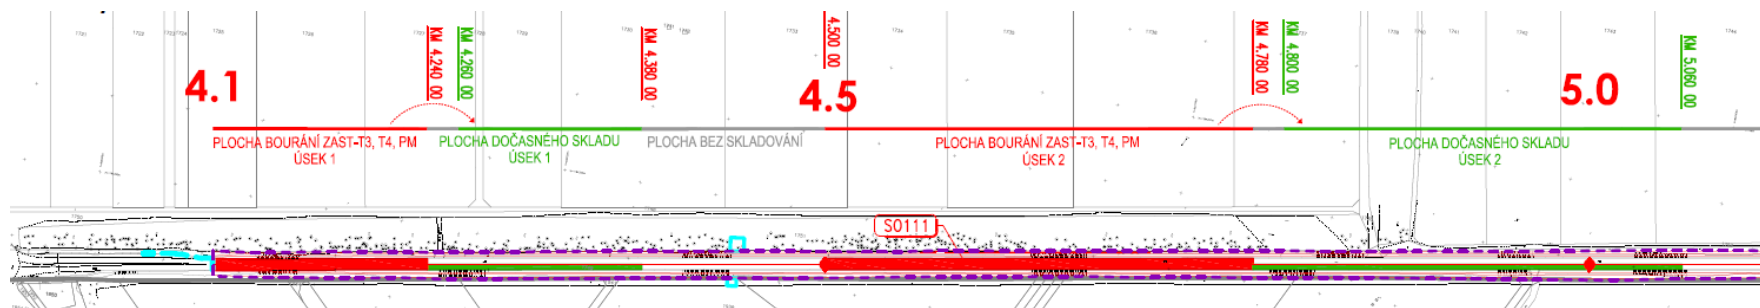 KM 4.240 00
KM 4.260 00
KM 4.380 00
4.500 00
KM 4.780 00
KM 4.800 00
KM 5.060 00
4.1
4.5
5.0
PLOCHA BOURÁNÍ ZAST-T3, T4, PM
ÚSEK 1
PLOCHA DOČASNÉHO SKLADU
ÚSEK 1
PLOCHA BEZ SKLADOVÁNÍ
PLOCHA BOURÁNÍ ZAST-T3, T4, PM
ÚSEK 2
PLOCHA DOČASNÉHO SKLADU
ÚSEK 2
SO111